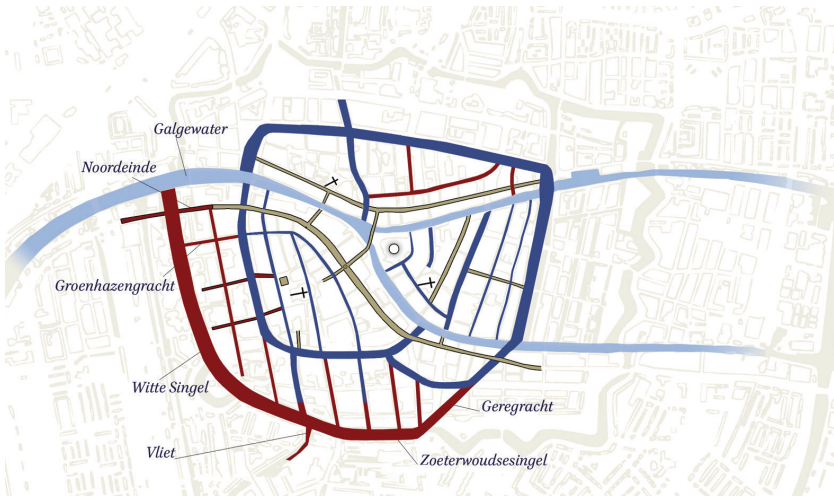 Galgewater
Noordeinde
Groenhazengracht
Witte Singel
Vliet
Geregracht
Zoeterwoudsesingel